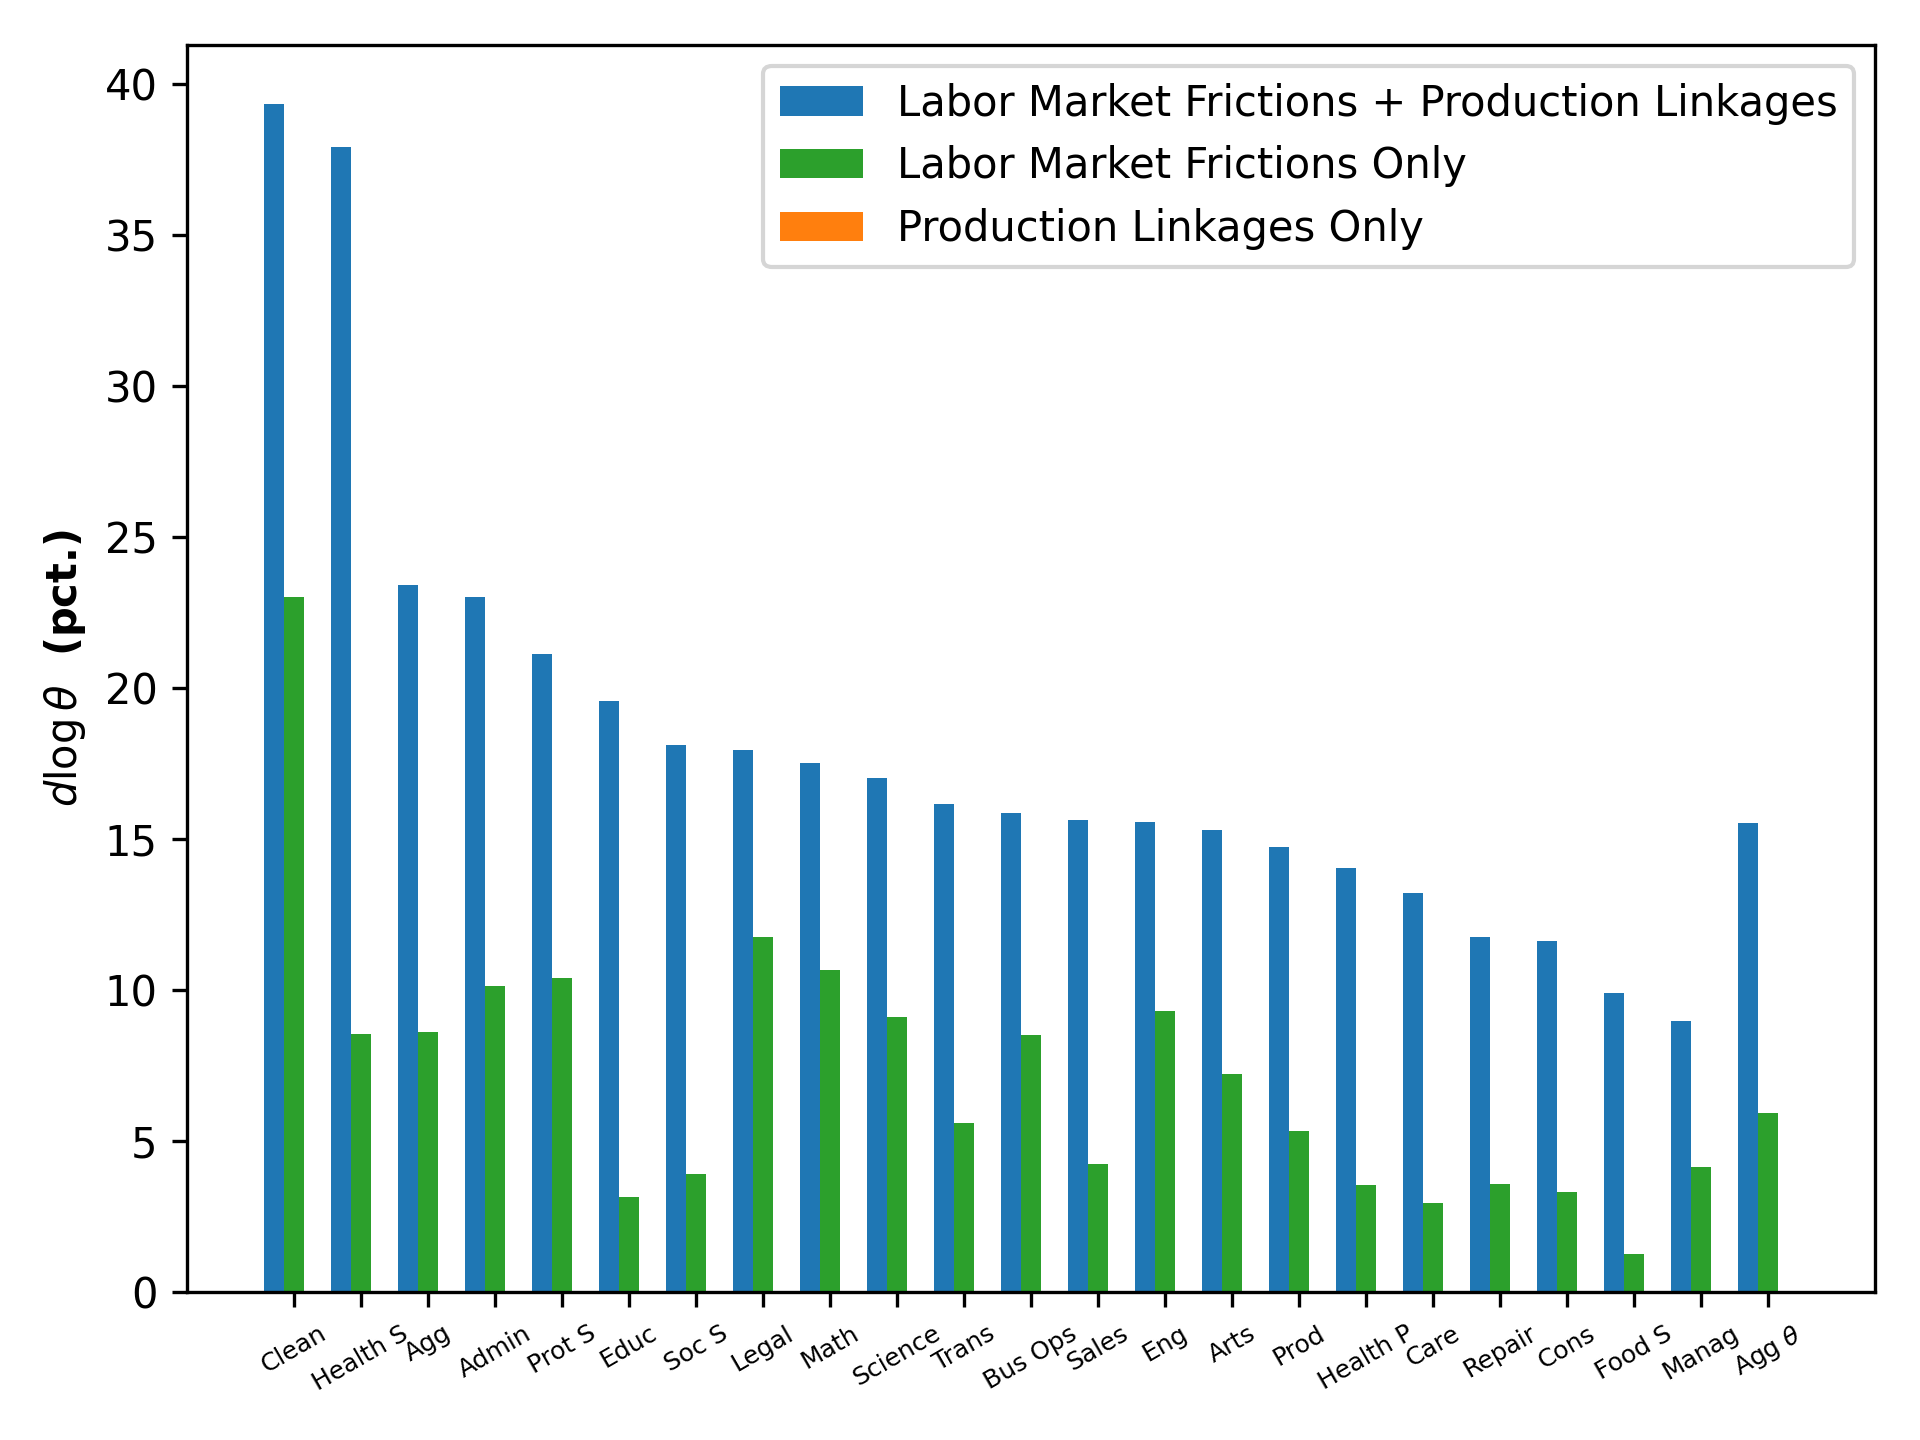 Labor Market Frictions + Production Linkages
Labor Market Frictions Only
Production Linkages Only
d log θ (pct.)
40
35
30
25
20
15
10
5
0
Clean
Health S
Agg
Admin
Prot S
Educ
Soc S
Legal
Math
Science
Trans
Bus Ops
Sales
Eng
Arts
Prod
Health P
Care
Repair
Cons
Food S
Manag
Agg θ